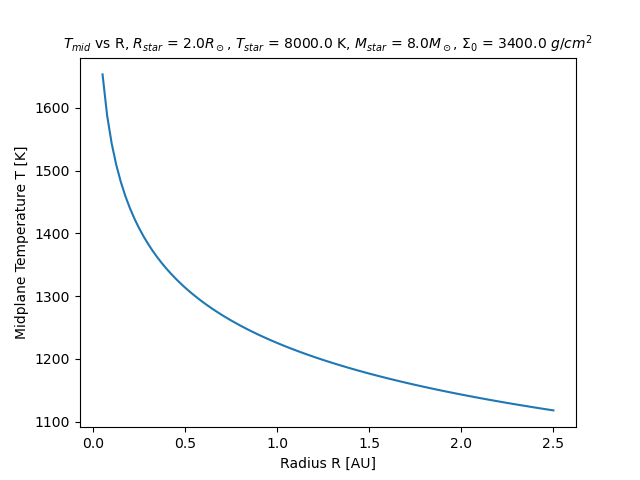 T_mid vs R, R_star = 2.0R_⊙, T_star = 8000.0 K, M_star = 8.0M_⊙, Σ_0 = 3400.0 g/cm^2
1600
1500
1400
1300
1200
1100
Midplane Temperature T [K]
0.0 0.5 1.0 1.5 2.0 2.5
Radius R [AU]